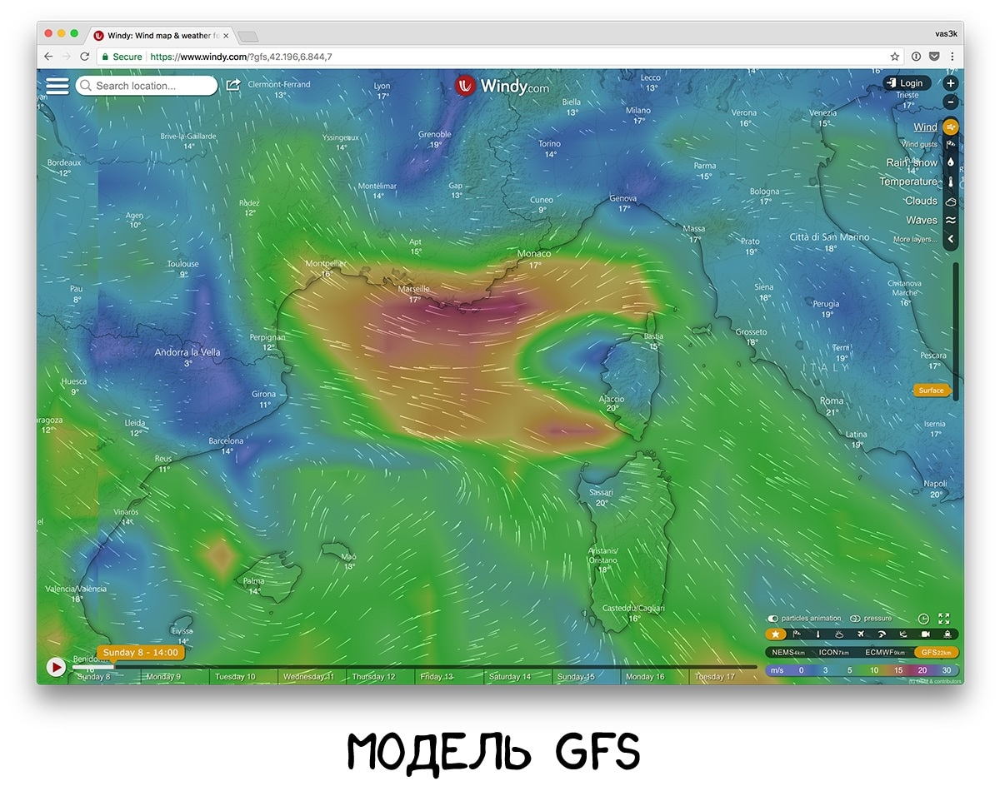 Windy: Wind map & weather fo
vas3k
Secure https://www.windy.com/?gfs,42.196,6.844,7
Search location...
Windy.com
Login
Clermont-Ferrand
13°
Lyon
17°
Lecco
13°
Trieste
17°
Biella
13°
Milano
17°
Verona
16°
Venezia
15°
Wind
Wind gusts
Rain, snow
Temperature
Clouds
Waves
More layers...
Brive-la-Gaillarde
14°
Yssingeaux
14°
Grenoble
19°
Torino
14°
Bordeaux
12°
Parma
15°
Montélimar
14°
Gap
13°
Cuneo
9°
Genova
17°
Bologna
17°
Rodez
12°
Agen
10°
Massa
17°
Apt
15°
Prato
19°
Città di San Marino
18°
Toulouse
9°
Montpellier
16°
Monaco
17°
Pau
8°
Marseille
17°
Siena
18°
Civitanova
Marche
16°
Perugia
19°
Perpignan
12°
Bastia
15°
Grosseto
18°
Andorra la Vella
3°
Terni
19°
ITALY
Pescara
17°
Huesca
9°
Girona
11°
Surface
Ajaccio
20°
Roma
21°
aragoza
12°
Lleida
12°
Isernia
17°
Barcelona
14°
Latina
19°
Reus
11°
Napoli
20°
Sassari
20°
Vinaròs
14°
el
Aristanis/
Oristano
18°
Maó
13°
Palma
14°
València/València
18°
Casteddu/Cagliari
16°
Eivissa
14°
particles animation pressure
Sunday 8 - 14:00
NEMS4km ICON7km ECMWF9km GFS22km
Benidorm
16°
m/s 0 3 5 10 15 20 30
Sunday 8 Monday 9 Tuesday 10 Wednesday 11 Thursday 12 Friday 13 Saturday 14 Sunday 15 Monday 16 Tuesday 17
МОДЕЛЬ GFS